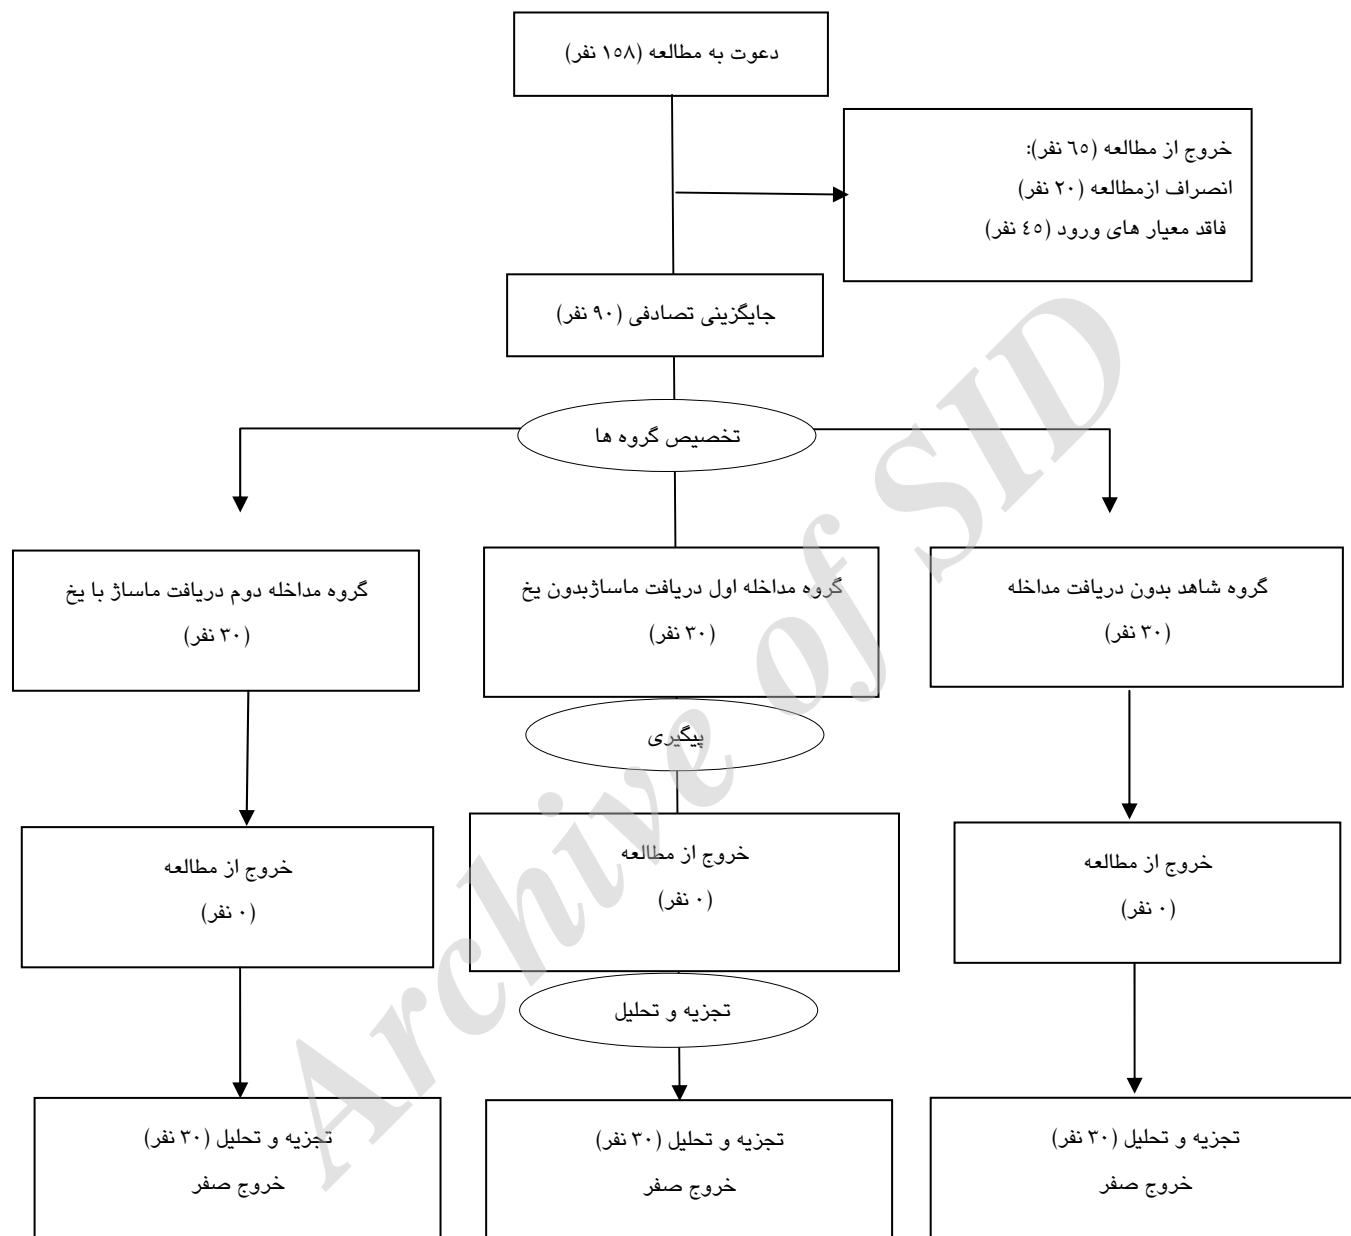 دعوت به مطالعه (۱۵۸ نفر)
خروج از مطالعه (٦٥ نفر):
انصراف ازمطالعه (۲۰ نفر)
فاقد معیار های ورود (٤٥ نفر)
جایگزینی تصادفی (۹۰ نفر)
تخصیص گروه ها
گروه شاهد بدون دریافت مداخله
(۳۰ نفر)
گروه مداخله اول دریافت ماساژبدون یخ
(۳۰ نفر)
گروه مداخله دوم دریافت ماساژ با یخ
(۳۰ نفر)
پیگیری
خروج از مطالعه
(۰ نفر)
خروج از مطالعه
(۰ نفر)
خروج از مطالعه
(۰ نفر)
تجزیه و تحلیل
تجزیه و تحلیل (۳۰ نفر)
خروج صفر
تجزیه و تحلیل (۳۰ نفر)
خروج صفر
تجزیه و تحلیل (۳۰ نفر)
خروج صفر
Archive of SID